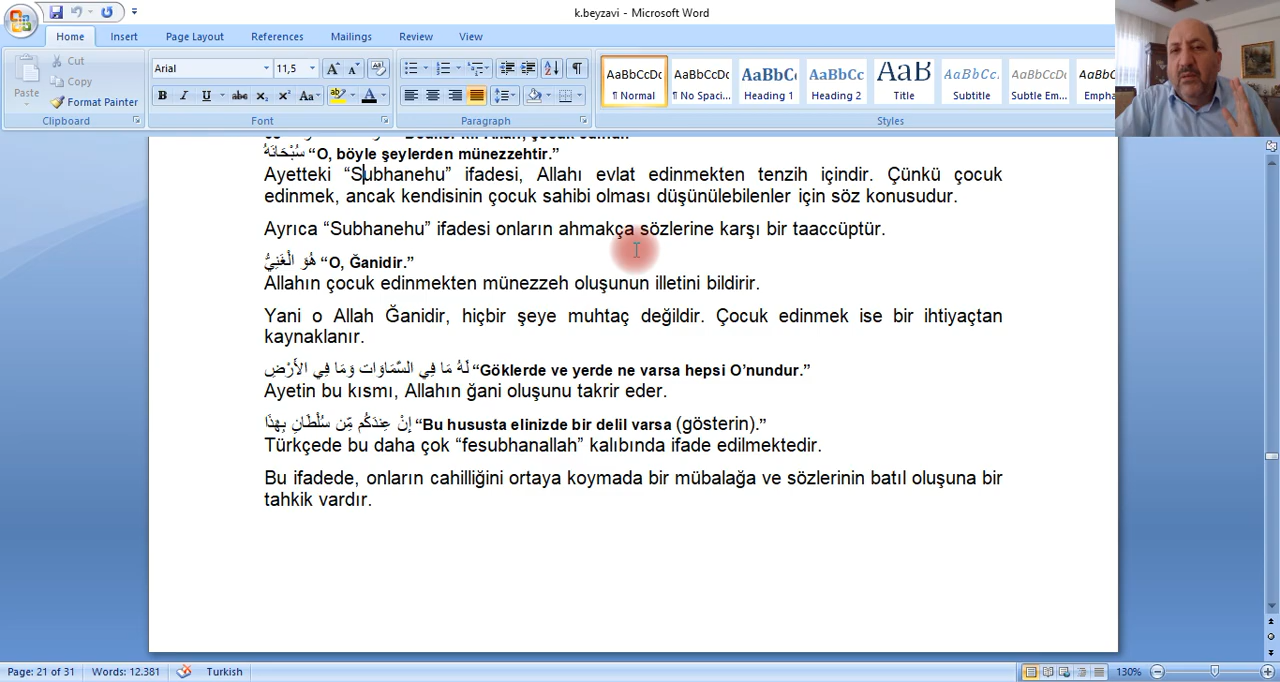 k.beyzavi - Microsoft Word
Home Insert Page Layout References Mailings Review View
Paste
Cut
Copy
Format Painter
Clipboard
Arial 11,5
Font
Paragraph
AaBbCcDc AaBbCcDc AaBbC AaBbCc AaB AaBbCc. AaBbCcDc AaBbC
¶ Normal ¶ No Spaci... Heading 1 Heading 2 Title Subtitle Subtle Em... Empha
Styles
سُبْحَانَهُ “O, böyle şeylerden münezzehtir.”
Ayetteki “Subhanehu” ifadesi, Allahı evlat edinmekten tenzih içindir. Çünkü çocuk
edinmek, ancak kendisinin çocuk sahibi olması düşünülebilenler için söz konusudur.
Ayrıca “Subhanehu” ifadesi onların ahmakça sözlerine karşı bir taaccüptür.
هُوَ الْغَنِيُّ “O, Ğanidir.”
Allahın çocuk edinmekten münezzeh oluşunun illetini bildirir.
Yani o Allah Ğanidir, hiçbir şeye muhtaç değildir. Çocuk edinmek ise bir ihtiyaçtan
kaynaklanır.
لَهُ مَا فِي السَّمَاوَات وَمَا فِي الأَرْضِ “Göklerde ve yerde ne varsa hepsi O’nundur.”
Ayetin bu kısmı, Allahın ğani oluşunu takrir eder.
إِنْ عِندَكُم مِّن سُلْطَانٍ بِهَذَا “Bu hususta elinizde bir delil varsa (gösterin).”
Türkçede bu daha çok “fesubhanallah” kalıbında ifade edilmektedir.
Bu ifadede, onların cahilliğini ortaya koymada bir mübalağa ve sözlerinin batıl oluşuna bir
tahkik vardır.
Page: 21 of 31 Words: 12.381 Turkish 130%